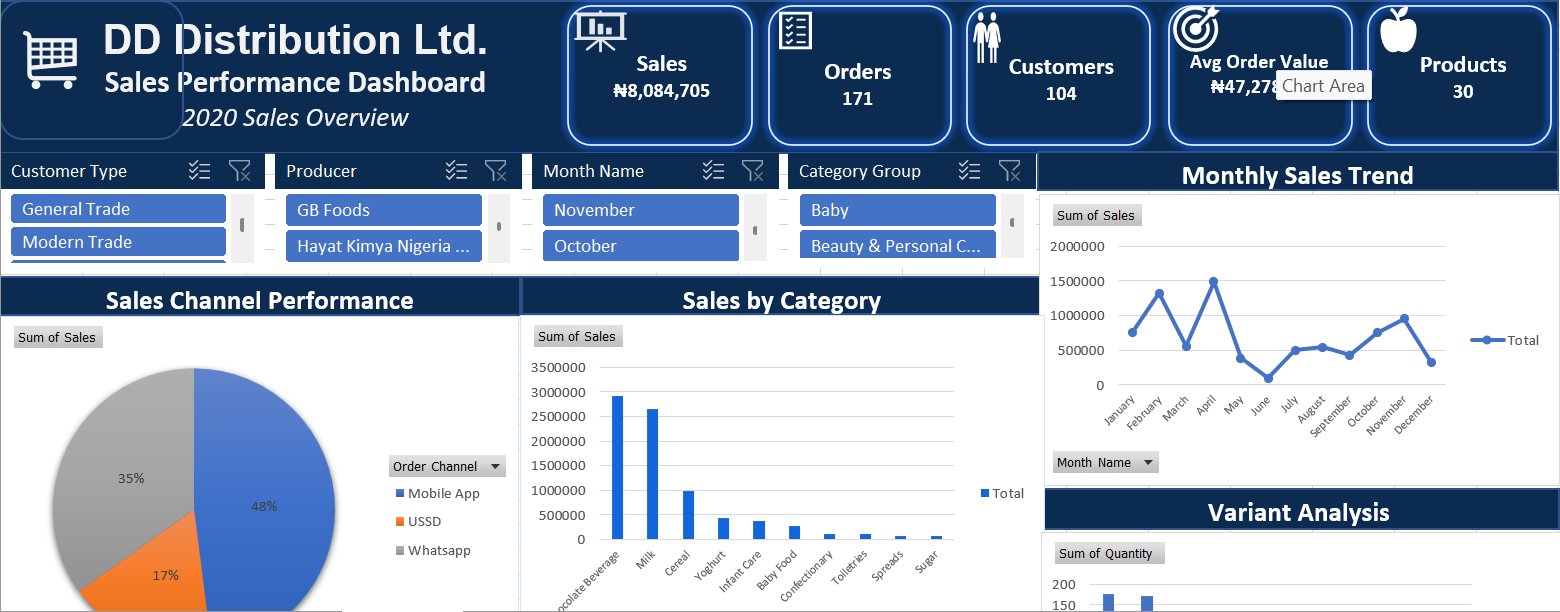 DD Distribution Ltd.
Sales Performance Dashboard
2020 Sales Overview
Sales
₦8,084,705
Orders
171
Customers
104
Avg Order Value
Chart Area
Products
30
Customer Type
General Trade
Modern Trade
Producer
GB Foods
Hayat Kimya Nigeria ...
Month Name
November
October
Category Group
Baby
Beauty & Personal C...
Monthly Sales Trend
Sum of Sales
2000000
1500000
1000000
500000
0
January
February
March
April
May
June
July
August
September
October
November
December
Total
Month Name
Sales Channel Performance
Sum of Sales
35%
48%
17%
Order Channel
Mobile App
USSD
Whatsapp
Sales by Category
Sum of Sales
3500000
3000000
2500000
2000000
1500000
1000000
500000
0
Beverage
Milk
Cereal
Yoghurt
Infant Care
Baby Food
Confectionary
Toiletries
Spreads
Sugar
Total
Variant Analysis
Sum of Quantity
200
150